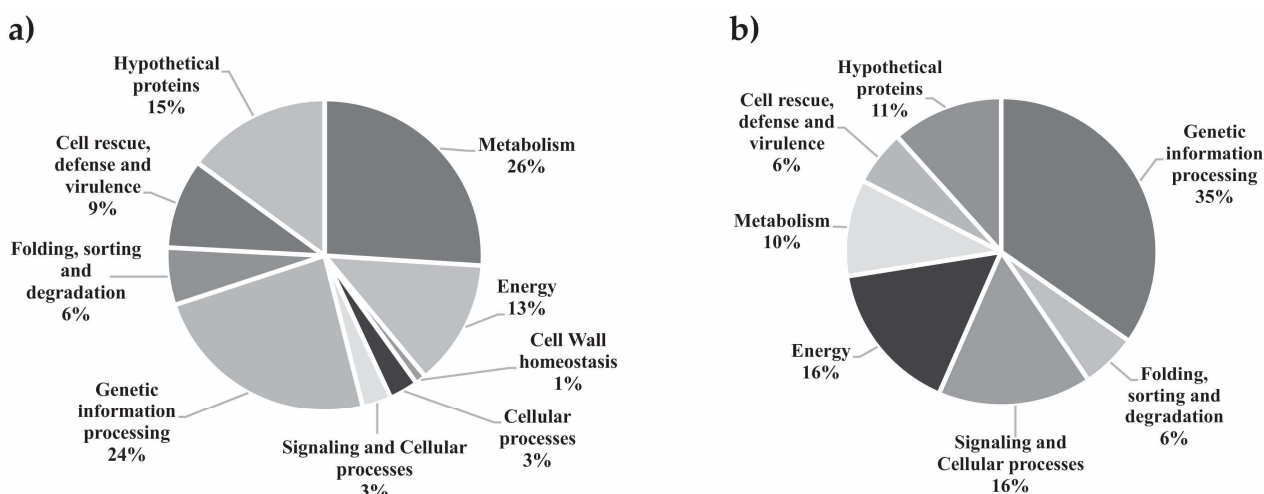 a)
Hypothetical
proteins
15%
Metabolism
26%
Cell rescue,
defense and
virulence
9%
Folding, sorting
and
degradation
6%
Energy
13%
Cell Wall
homeostasis
1%
Genetic
information
processing
24%
Cellular
processes
3%
Signaling and Cellular
processes
3%
b)
Hypothetical
proteins
11%
Cell rescue,
defense and
virulence
6%
Genetic
information
processing
35%
Metabolism
10%
Energy
16%
Folding,
sorting and
degradation
6%
Signaling and
Cellular processes
16%